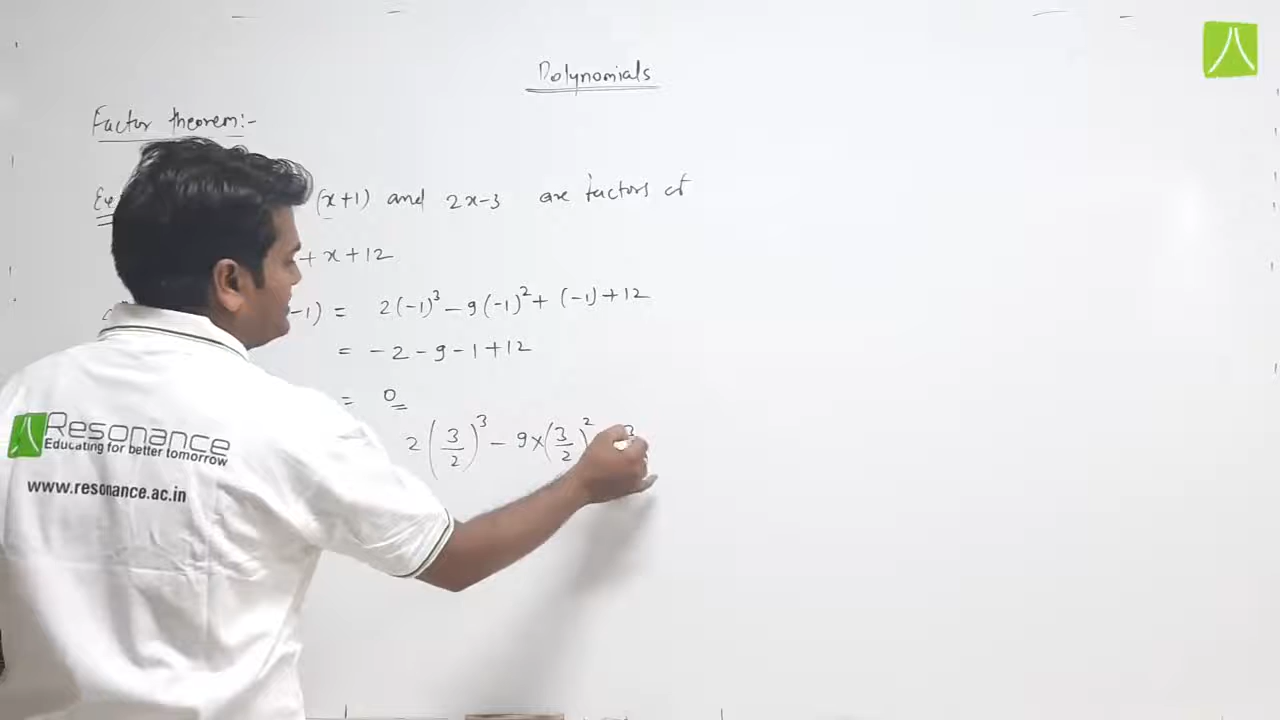 Polynomials
Factor theorem:-
(x+1) and 2x-3 are factors of
+ x + 12
-1) = 2(-1)³ - 9(-1)² + (-1) + 12
= -2 - 9 - 1 + 12
= 0
2(3/2)³ - 9×(3/2)² 3
Resonance
Educating for better tomorrow
www.resonance.ac.in